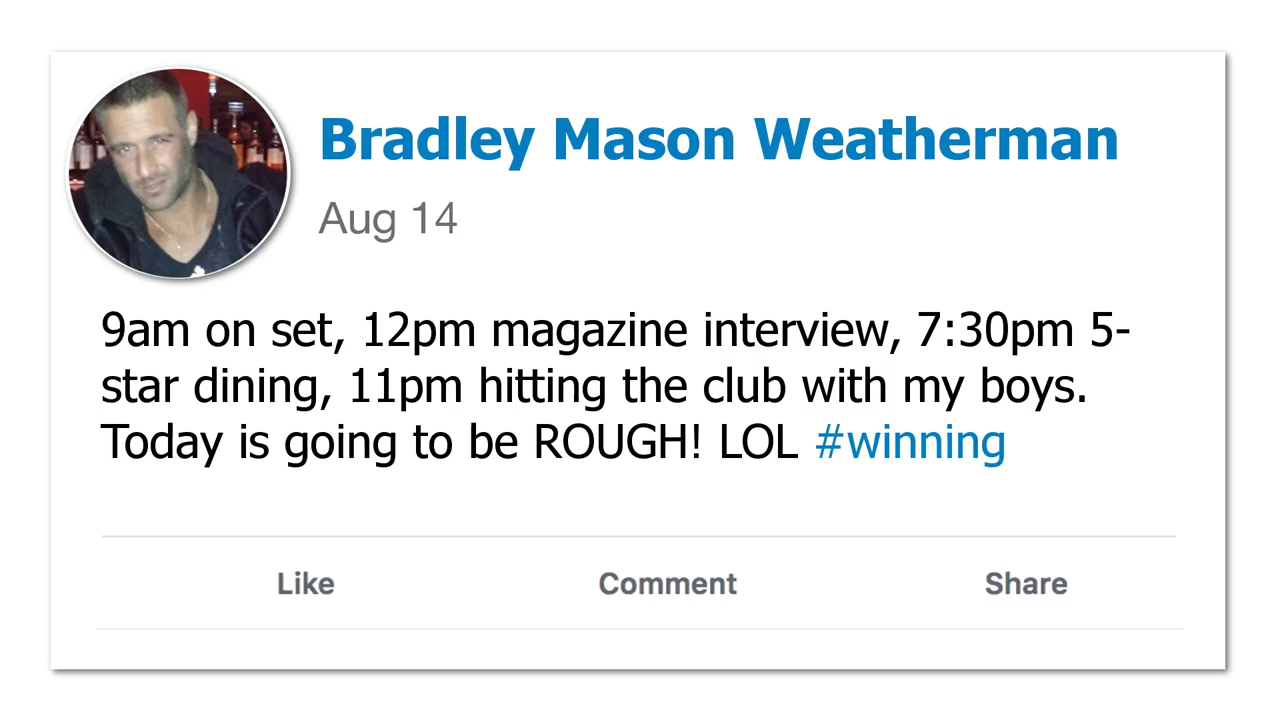 Bradley Mason Weatherman
Aug 14
9am on set, 12pm magazine interview, 7:30pm 5-
star dining, 11pm hitting the club with my boys.
Today is going to be ROUGH! LOL #winning
Like Comment Share